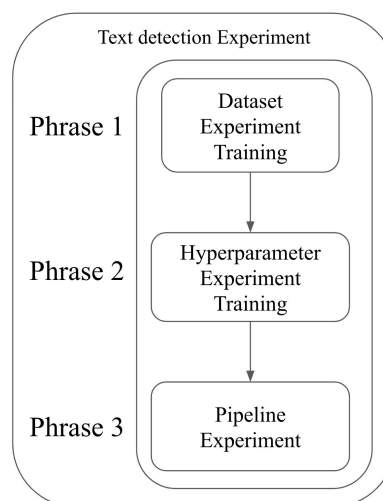 Text detection Experiment
Phrase 1
Dataset
Experiment
Training
Phrase 2
Hyperparameter
Experiment
Training
Phrase 3
Pipeline
Experiment